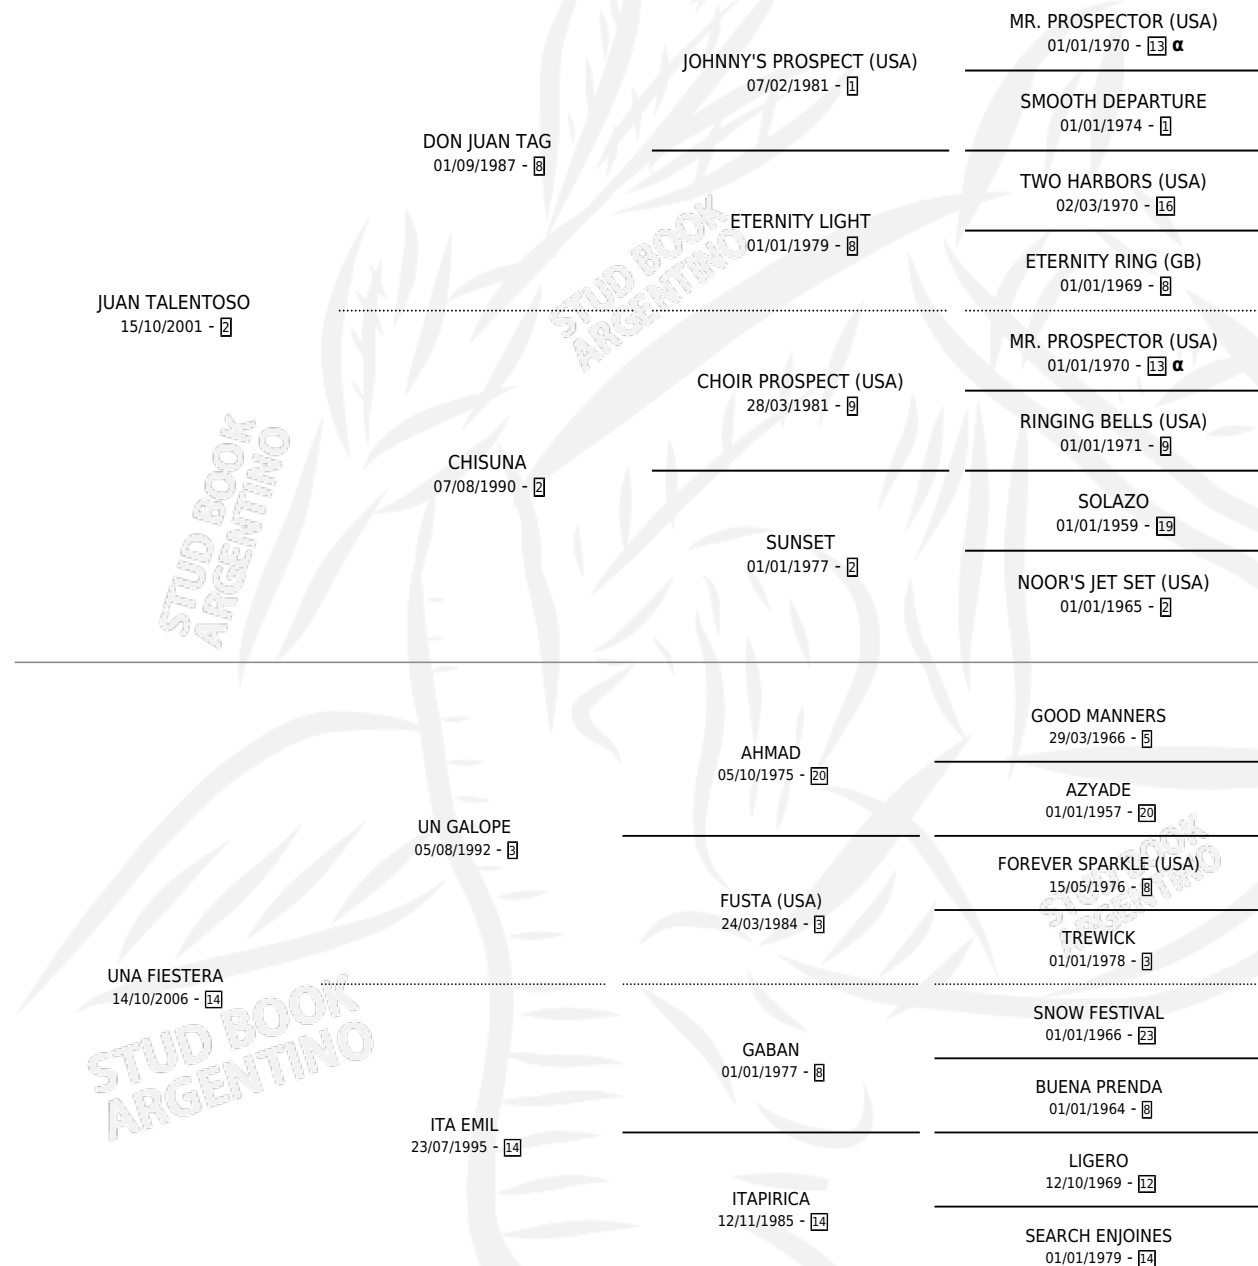 MR. PROSPECTOR (USA)
01/01/1970 - 13 α
JOHNNY'S PROSPECT (USA)
07/02/1981 - 1
SMOOTH DEPARTURE
01/01/1974 - 1
DON JUAN TAG
01/09/1987 - 8
TWO HARBORS (USA)
02/03/1970 - 16
ETERNITY LIGHT
01/01/1979 - 8
ETERNITY RING (GB)
01/01/1969 - 8
JUAN TALENTOSO
15/10/2001 - 2
MR. PROSPECTOR (USA)
01/01/1970 - 13 α
CHOIR PROSPECT (USA)
28/03/1981 - 9
RINGING BELLS (USA)
01/01/1971 - 9
CHISUNA
07/08/1990 - 2
SOLAZO
01/01/1959 - 19
SUNSET
01/01/1977 - 2
NOOR'S JET SET (USA)
01/01/1965 - 2
GOOD MANNERS
29/03/1966 - 5
AHMAD
05/10/1975 - 20
AZYADE
01/01/1957 - 20
UN GALOPE
05/08/1992 - 3
FOREVER SPARKLE (USA)
15/05/1976 - 8
FUSTA (USA)
24/03/1984 - 3
TREWICK
01/01/1978 - 3
UNA FIESTERA
14/10/2006 - 14
SNOW FESTIVAL
01/01/1966 - 23
GABAN
01/01/1977 - 8
BUENA PRENDA
01/01/1964 - 8
ITA EMIL
23/07/1995 - 14
LIGERO
12/10/1969 - 12
ITAPIRICA
12/11/1985 - 14
SEARCH ENJOINES
01/01/1979 - 14
STUD BOOK
ARGENTINO
STUD BOOK
ARGENTINO
STUD BOOK
ARGENTINO
STUD BOOK
ARGENTINO